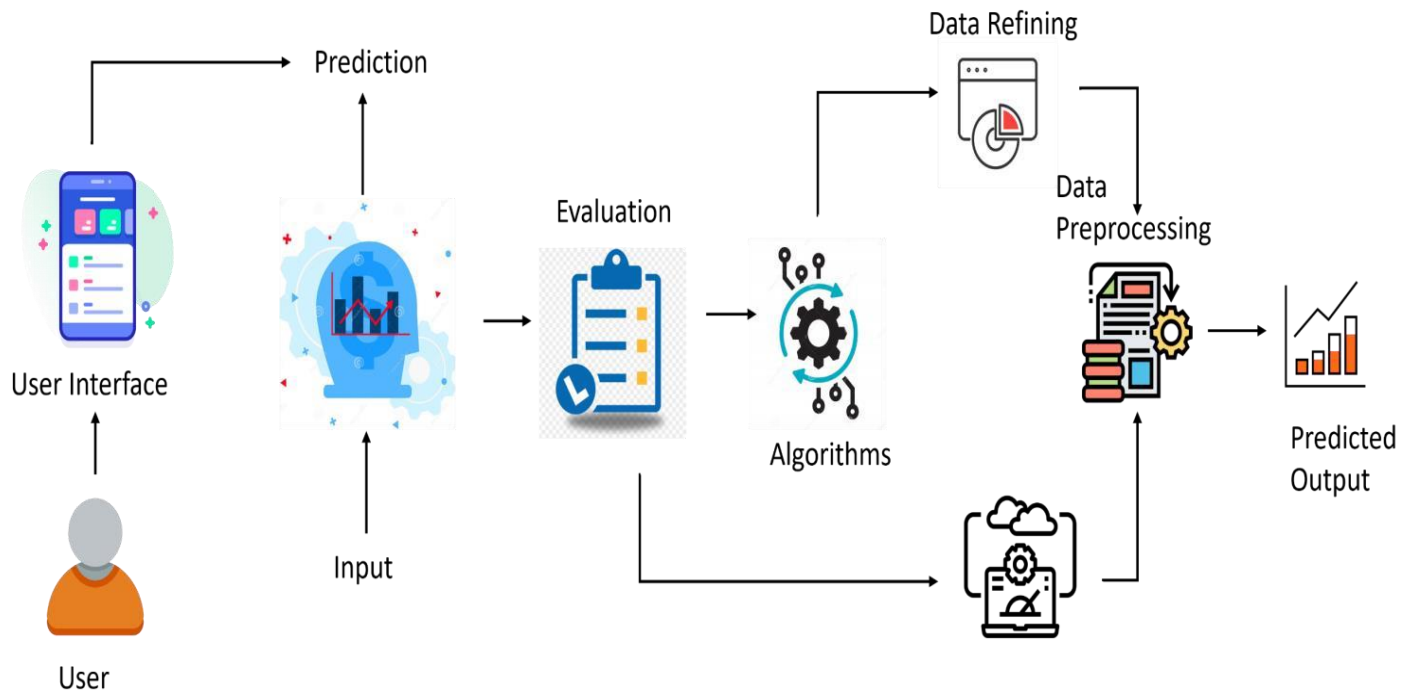 Data Refining
Prediction
Data
Preprocessing
Evaluation
User Interface
Algorithms
Predicted
Output
Input
User